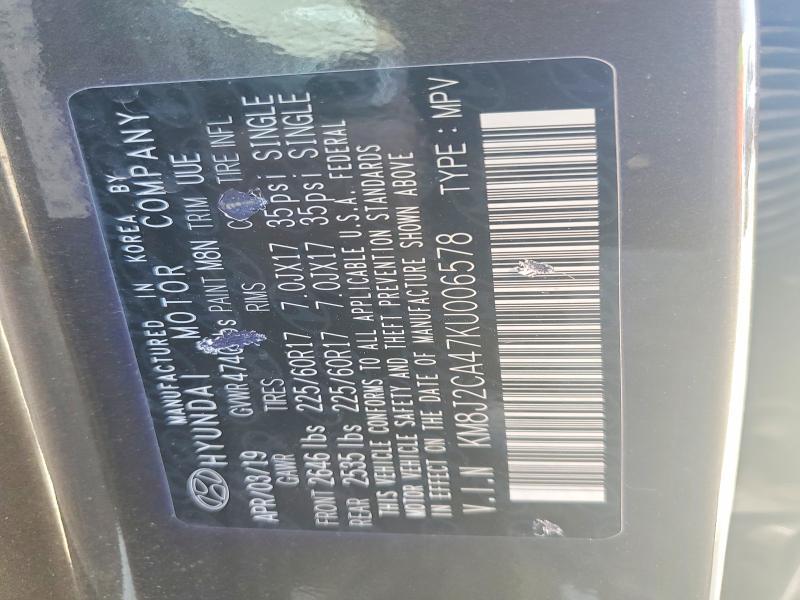 MANUFACTURED IN KOREA BY
HYUNDAI MOTOR COMPANY
APR/03/19 PAINT M8N TRIM UUE
GAWR TIRES RIMS TIRE INFL
FRONT 2646 lbs 225/60R17 7.0JX17 35psi SINGLE
REAR 2535 lbs 225/60R17 7.0JX17 35psi SINGLE
THIS VEHICLE CONFORMS TO ALL APPLICABLE U.S.A. FEDERAL
MOTOR VEHICLE SAFETY AND THEFT PREVENTION STANDARDS
IN EFFECT ON THE DATE OF MANUFACTURE SHOWN ABOVE
V.I.N KM8J2CA47KU006578 TYPE : MPV